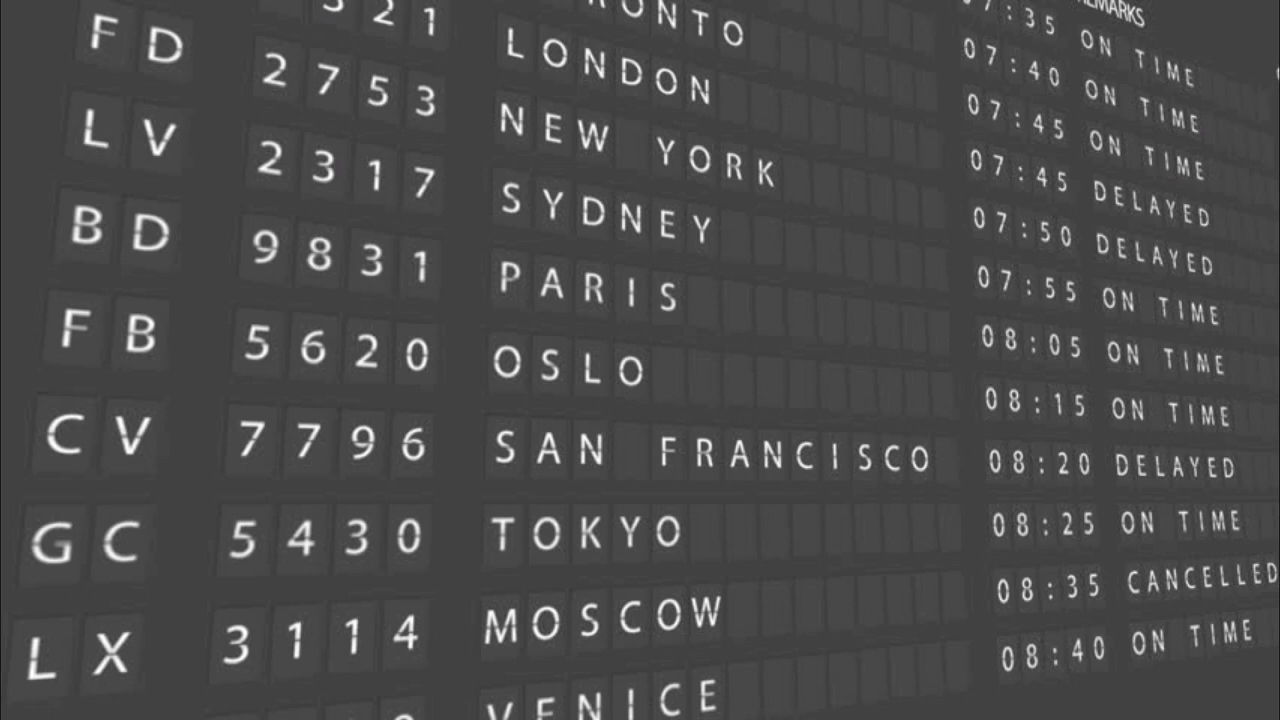 07:35 ON TIME
07:40 ON TIME
RONTO 07:45 ON TIME
321 LONDON 07:45 DELAYED
FD 2753 NEW YORK 07:50 DELAYED
LV 2317 SYDNEY 07:55 ON TIME
BD 9831 PARIS 08:05 ON TIME
FB 5620 OSLO 08:15 ON TIME
CV 7796 SAN FRANCISCO 08:20 DELAYED
GC 5430 TOKYO 08:25 ON TIME
LX 3114 MOSCOW 08:35 CANCELLED
VENICE 08:40 ON TIME